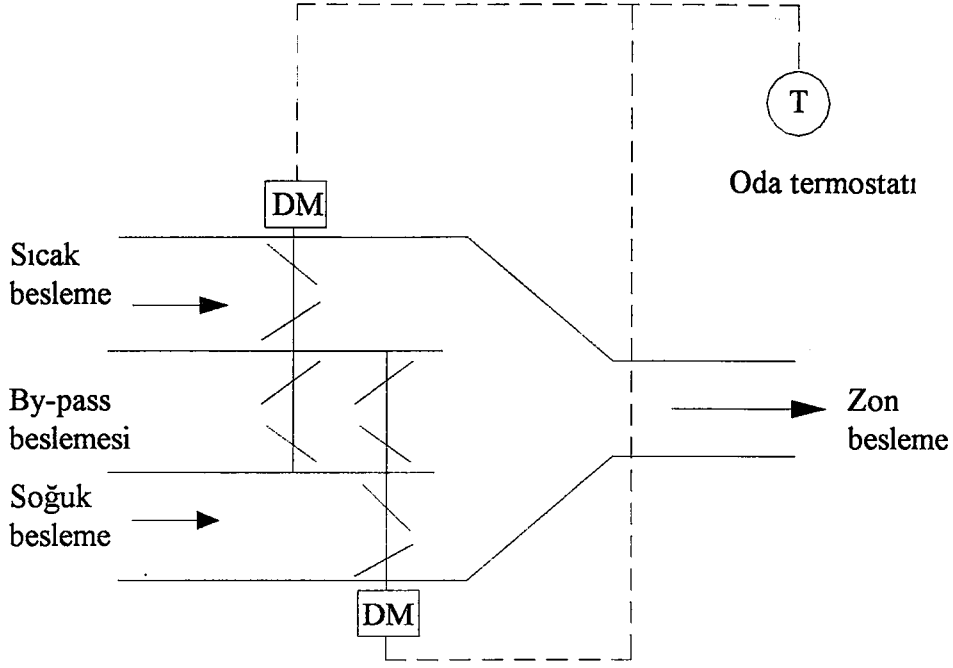 T
Oda termostatı
DM
Sıcak
besleme
By-pass
beslemesi
Zon
besleme
Soğuk
besleme
DM